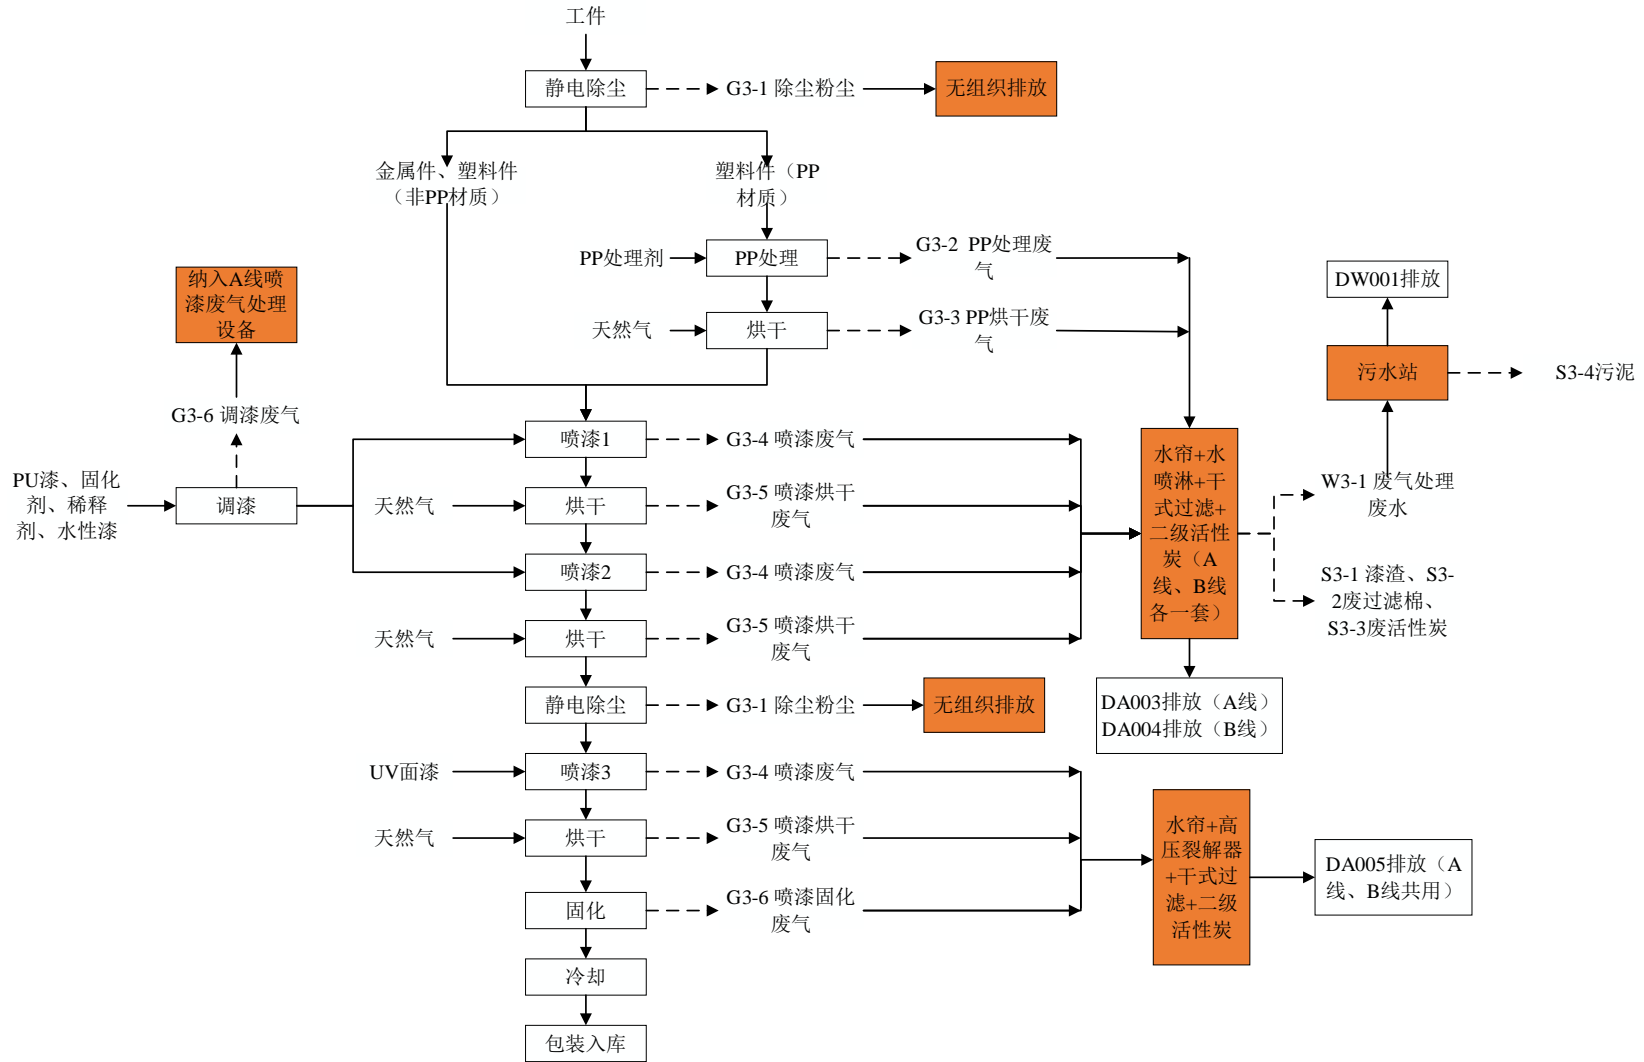 工件
静电除尘
G3-1 除尘粉尘
无组织排放
金属件、塑料件
（非PP材质）
塑料件（PP
材质）
PP处理剂
PP处理
G3-2 PP处理废
气
天然气
烘干
G3-3 PP烘干废
气
纳入A线喷
漆废气处理
设备
G3-6 调漆废气
PU漆、固化
剂、稀释
剂、水性漆
调漆
喷漆1
G3-4 喷漆废气
天然气
烘干
G3-5 喷漆烘干
废气
喷漆2
G3-4 喷漆废气
天然气
烘干
G3-5 喷漆烘干
废气
水帘+水
喷淋+干
式过滤+
二级活性
炭（A
线、B线
各一套）
DW001排放
污水站
S3-4污泥
W3-1 废气处理
废水
S3-1 漆渣、S3-
2废过滤棉、
S3-3废活性炭
DA003排放（A线）
DA004排放（B线）
静电除尘
G3-1 除尘粉尘
无组织排放
UV面漆
喷漆3
G3-4 喷漆废气
天然气
烘干
G3-5 喷漆烘干
废气
固化
G3-6 喷漆固化
废气
水帘+高
压裂解器
+干式过
滤+二级
活性炭
DA005排放（A
线、B线共用）
冷却
包装入库